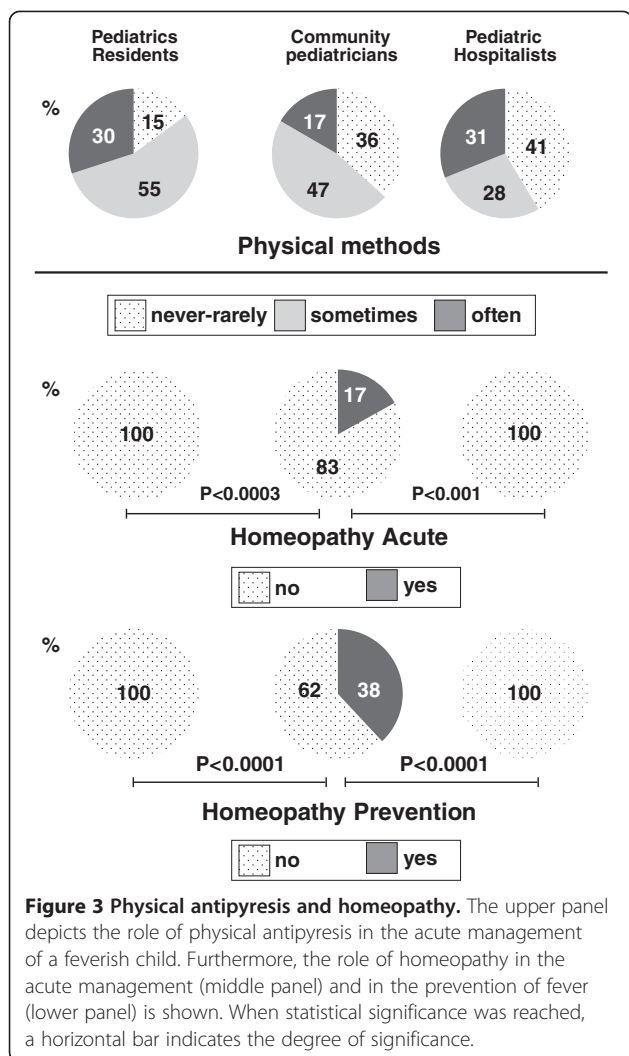 Pediatrics Residents
Community pediatricians
Pediatric Hospitalists
%
30 15
55
17 36
47
31 41
28
Physical methods
never-rarely sometimes often
%
100
17
83
100
P<0.0003 P<0.001
Homeopathy Acute
no yes
%
100
62 38
100
P<0.0001 P<0.0001
Homeopathy Prevention
no yes
Figure 3 Physical antipyresis and homeopathy. The upper panel
depicts the role of physical antipyresis in the acute management
of a feverish child. Furthermore, the role of homeopathy in the
acute management (middle panel) and in the prevention of fever
(lower panel) is shown. When statistical significance was reached,
a horizontal bar indicates the degree of significance.